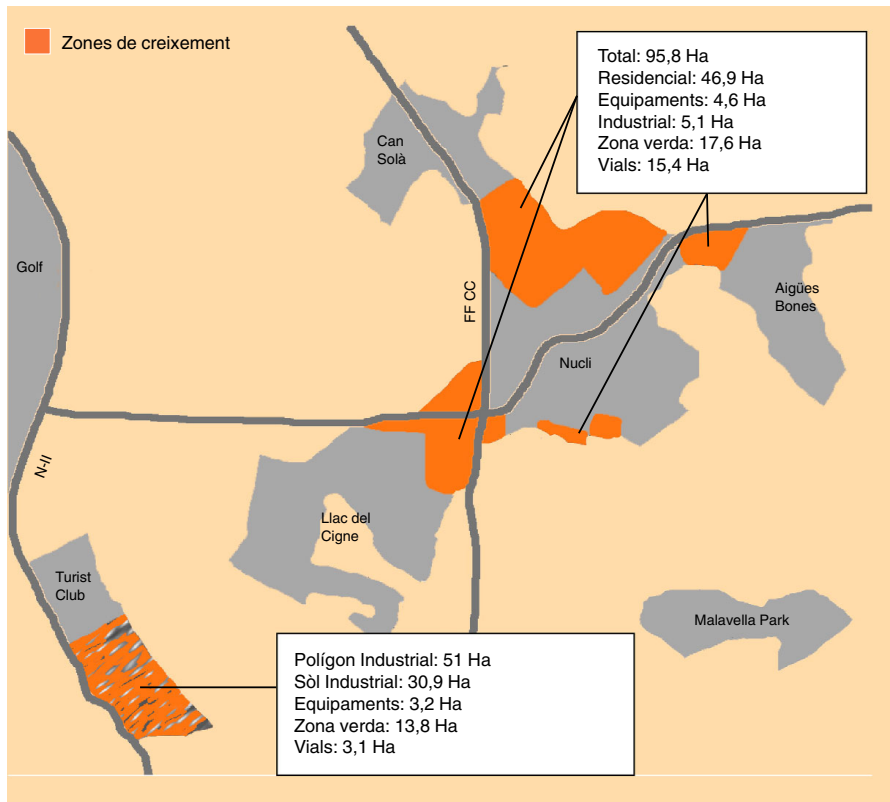 Zones de creixement
Total: 95,8 Ha
Residencial: 46,9 Ha
Equipaments: 4,6 Ha
Industrial: 5,1 Ha
Zona verda: 17,6 Ha
Vials: 15,4 Ha
Can
Solà
Golf
FF CC
Aigües
Bones
Nucli
N-II
Llac del
Cigne
Turist
Club
Malavella Park
Polígon Industrial: 51 Ha
Sòl Industrial: 30,9 Ha
Equipaments: 3,2 Ha
Zona verda: 13,8 Ha
Vials: 3,1 Ha